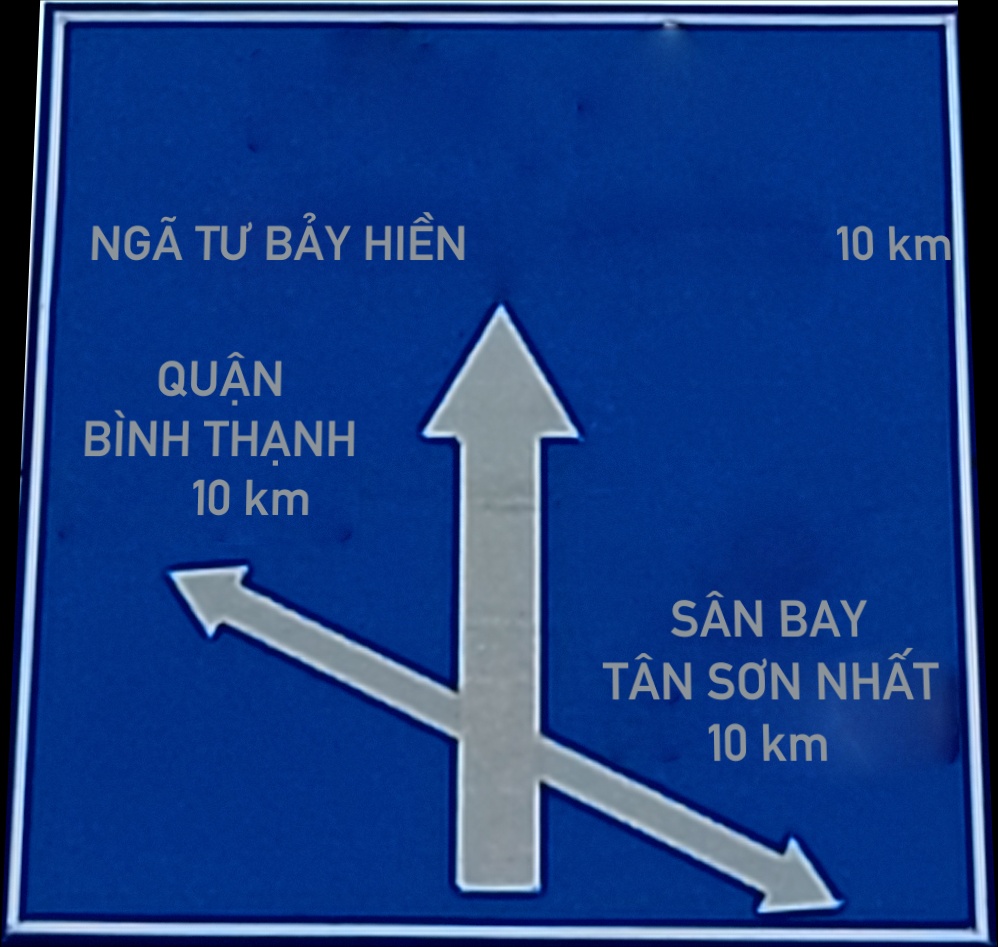 NGÃ TƯ BẢY HIỀN 10 km
QUẬN
BÌNH THẠNH
10 km
SÂN BAY
TÂN SƠN NHẤT
10 km